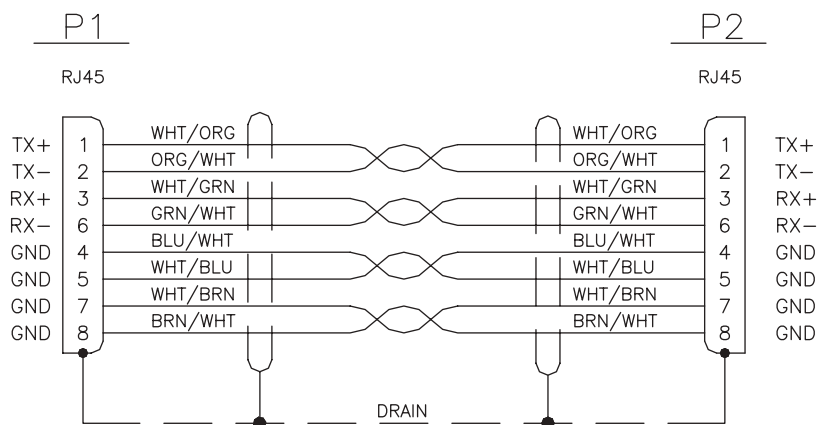 P1 P2
RJ45 RJ45
TX+ 1 WHT/ORG WHT/ORG 1 TX+
TX- 2 ORG/WHT ORG/WHT 2 TX-
RX+ 3 WHT/GRN WHT/GRN 3 RX+
RX- 6 GRN/WHT GRN/WHT 6 RX-
GND 4 BLU/WHT BLU/WHT 4 GND
GND 5 WHT/BLU WHT/BLU 5 GND
GND 7 WHT/BRN WHT/BRN 7 GND
GND 8 BRN/WHT BRN/WHT 8 GND
DRAIN